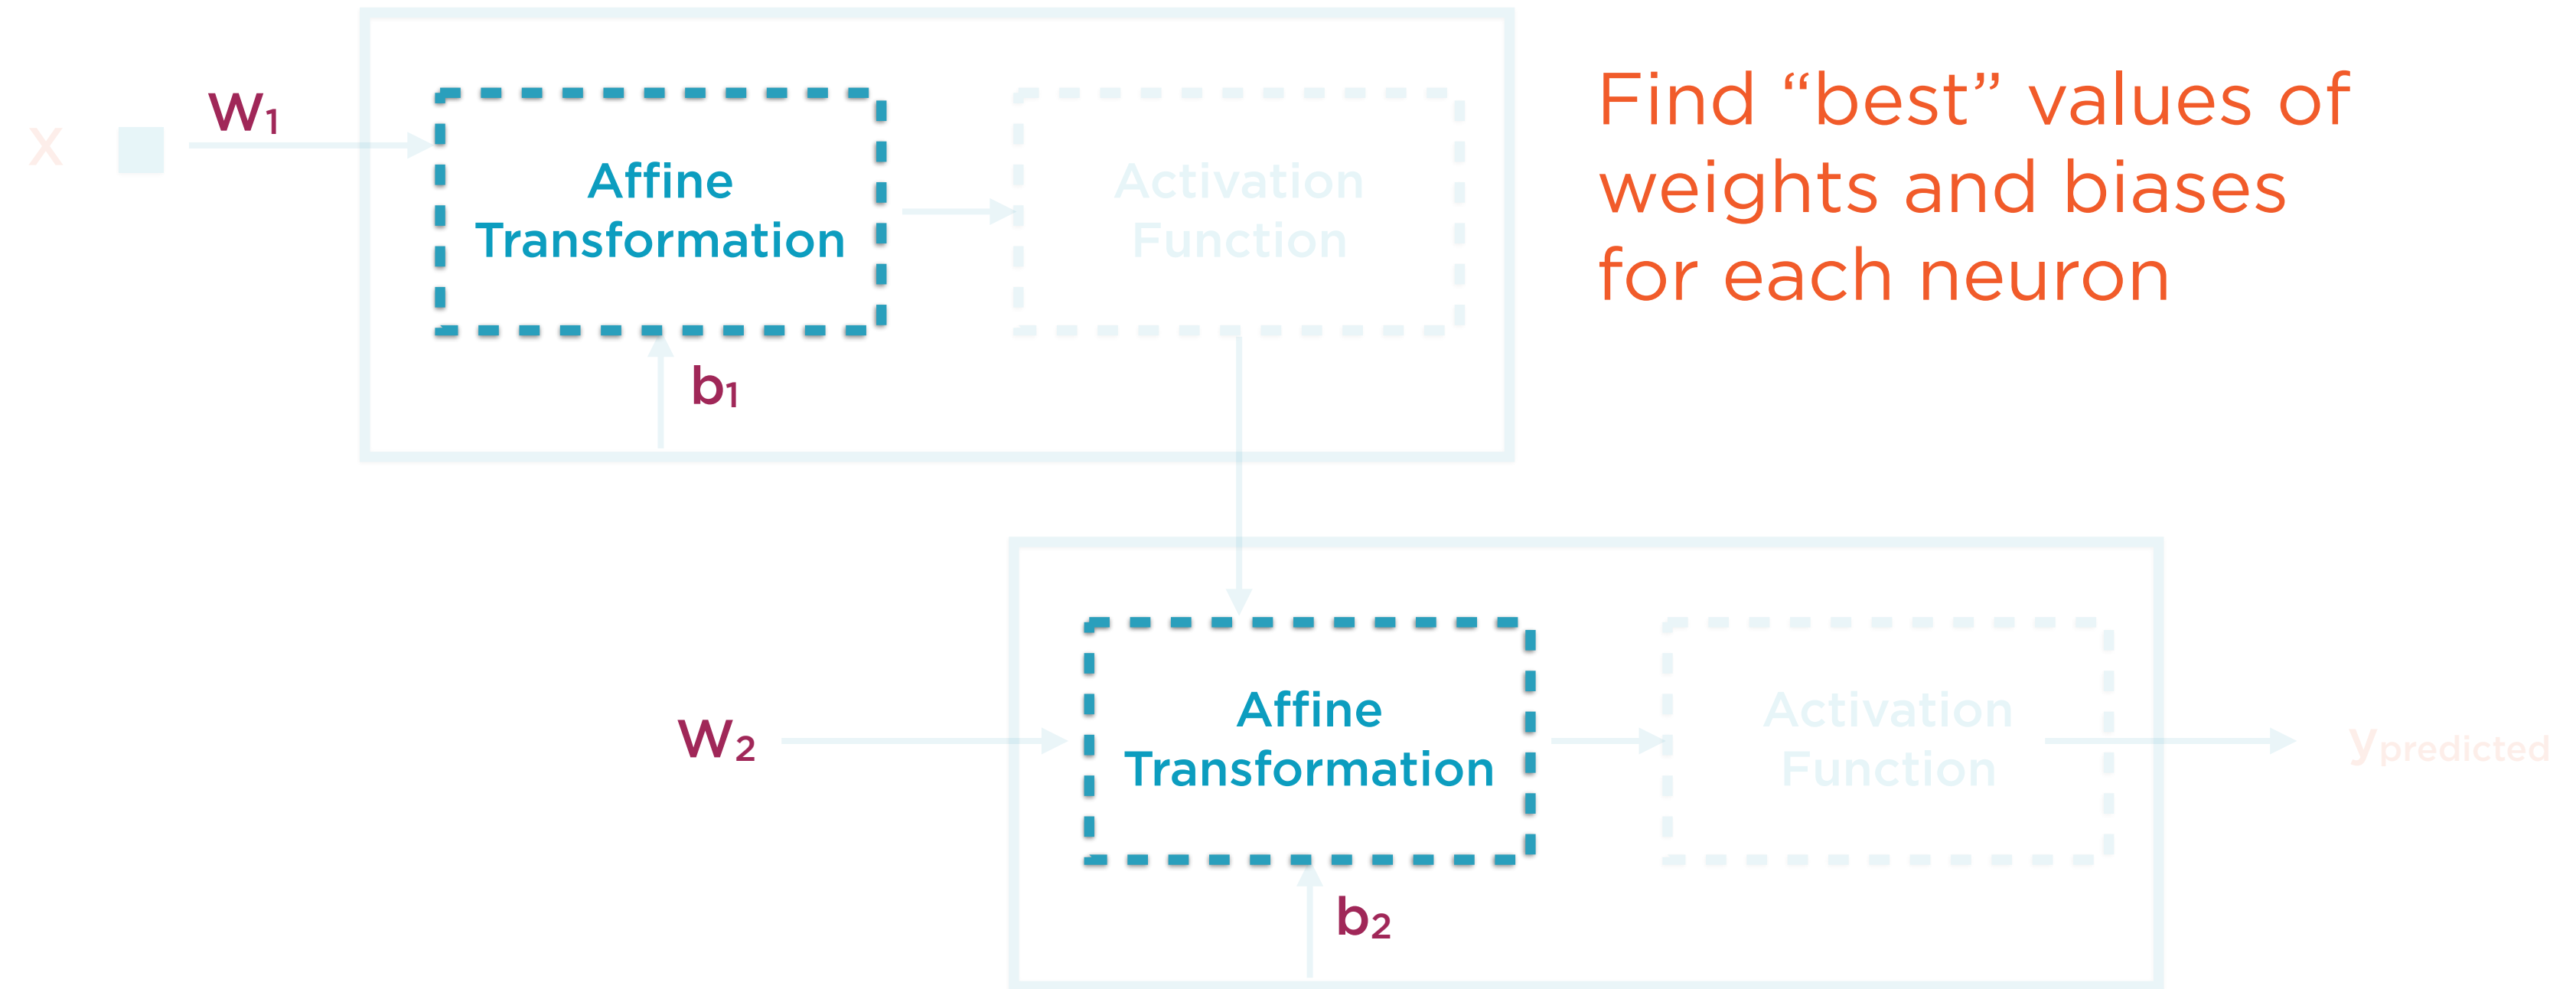 X
W₁
Affine
Transformation
Activation
Function
b₁
Find “best” values of
weights and biases
for each neuron
W₂
Affine
Transformation
Activation
Function
b₂
ypredicted